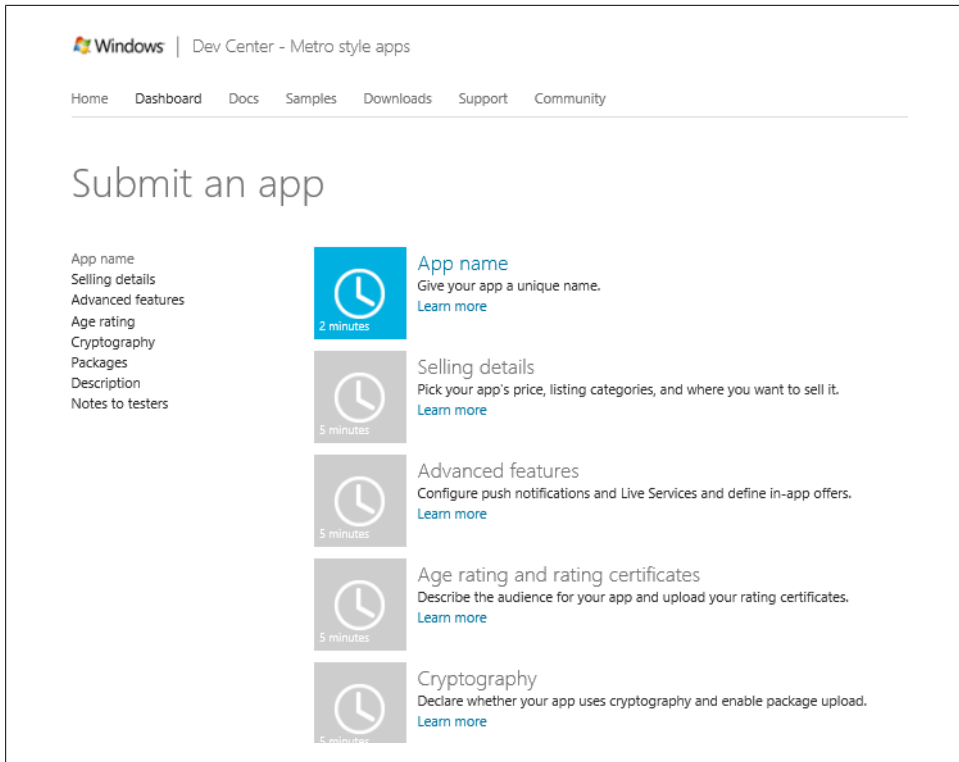 Windows | Dev Center - Metro style apps
Home Dashboard Docs Samples Downloads Support Community
Submit an app
App name
Selling details
Advanced features
Age rating
Cryptography
Packages
Description
Notes to testers
App name
Give your app a unique name.
Learn more
2 minutes
Selling details
Pick your app's price, listing categories, and where you want to sell it.
Learn more
5 minutes
Advanced features
Configure push notifications and Live Services and define in-app offers.
Learn more
5 minutes
Age rating and rating certificates
Describe the audience for your app and upload your rating certificates.
Learn more
5 minutes
Cryptography
Declare whether your app uses cryptography and enable package upload.
Learn more
5 minutes